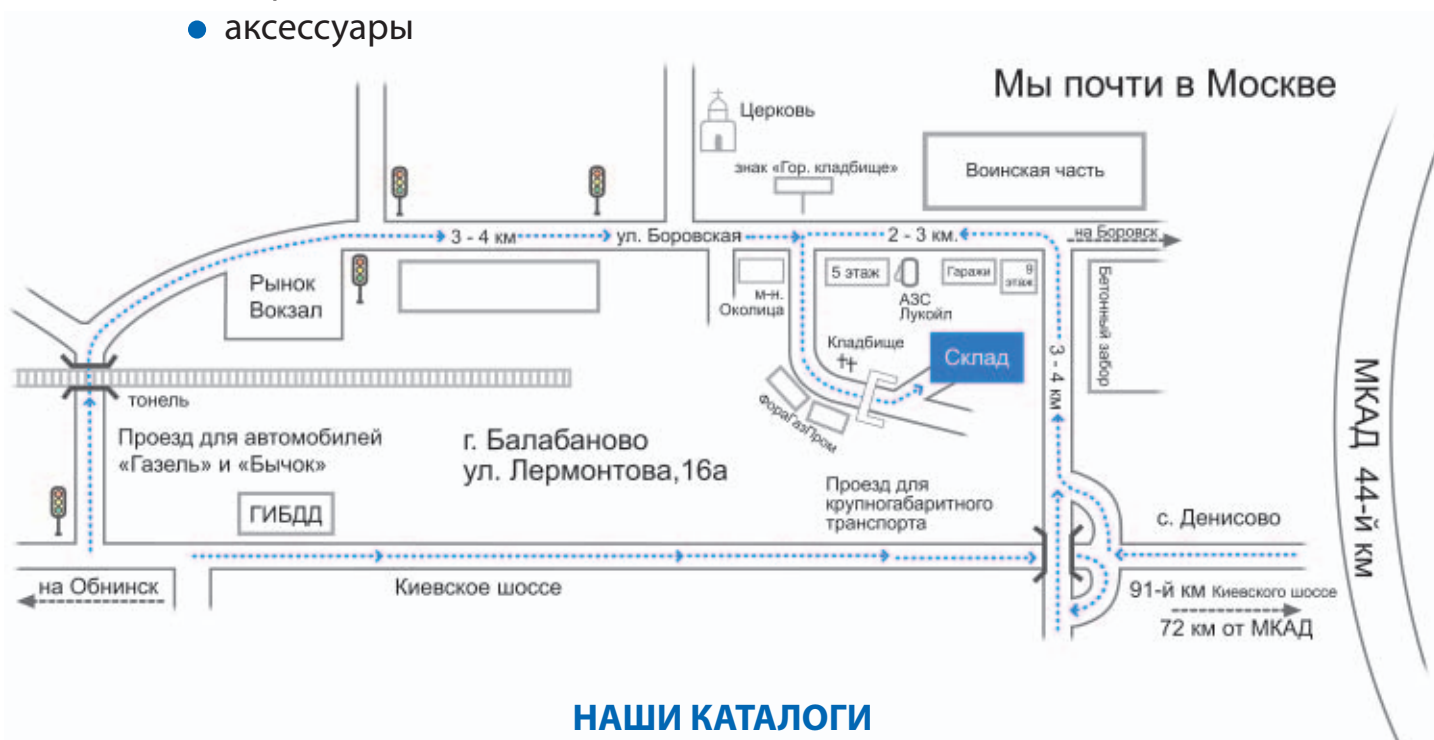 аксессуары
Мы почти в Москве
Церковь
знак «Гор. кладбище»
Воинская часть
3 - 4 км
ул. Боровская
2 - 3 км.
на Боровск
Рынок
Вокзал
м-н.
Околица
5 этаж
АЗС
Лукойл
Гаражи
9
этаж
Бетонный забор
Кладбище
Склад
3 - 4 км
ФораГазПром
тонель
Проезд для автомобилей
«Газель» и «Бычок»
г. Балабаново
ул. Лермонтова,16а
ГИБДД
Проезд для
крупногабаритного
транспорта
с. Денисово
МКАД 44-й км
на Обнинск
Киевское шоссе
91-й км Киевского шоссе
72 км от МКАД
НАШИ КАТАЛОГИ